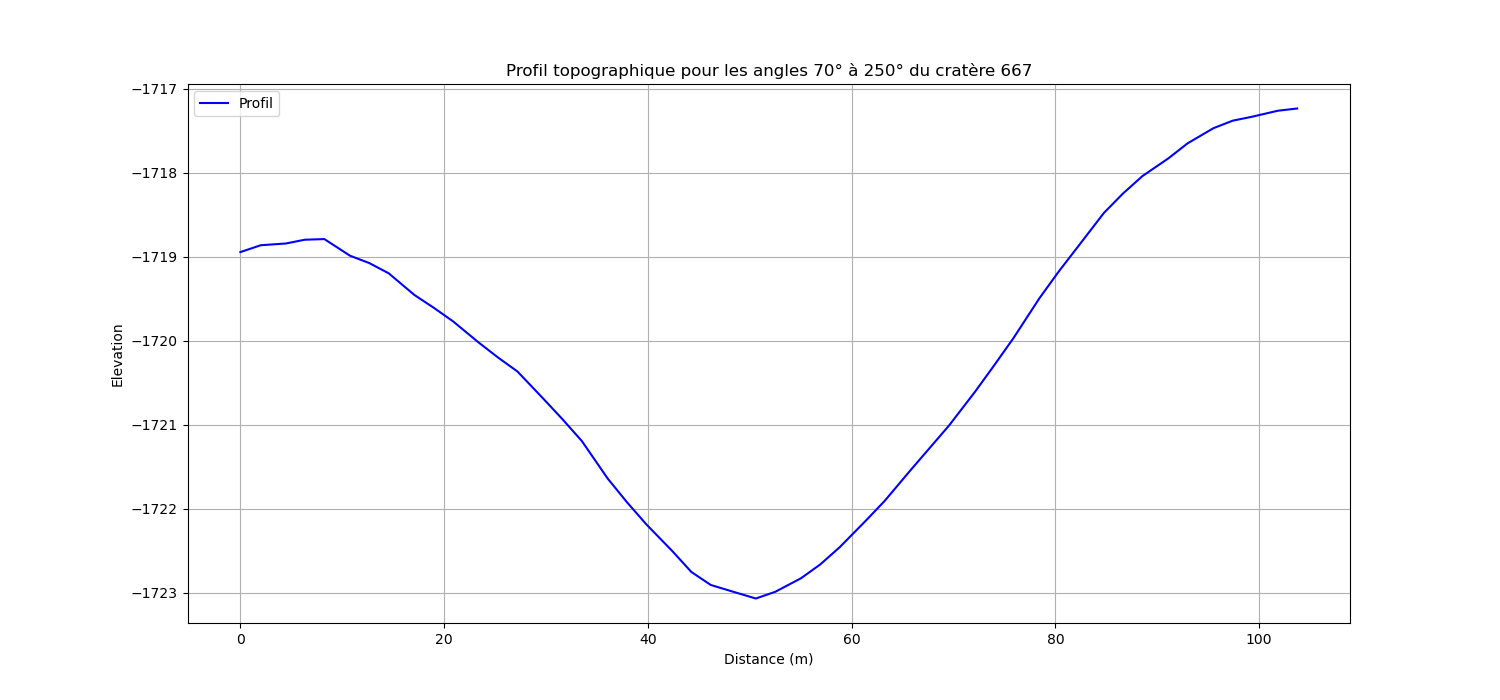 Profil topographique pour les angles 70° à 250° du cratère 667
Profil
Elevation
−1717
−1718
−1719
−1720
−1721
−1722
−1723
0 20 40 60 80 100
Distance (m)